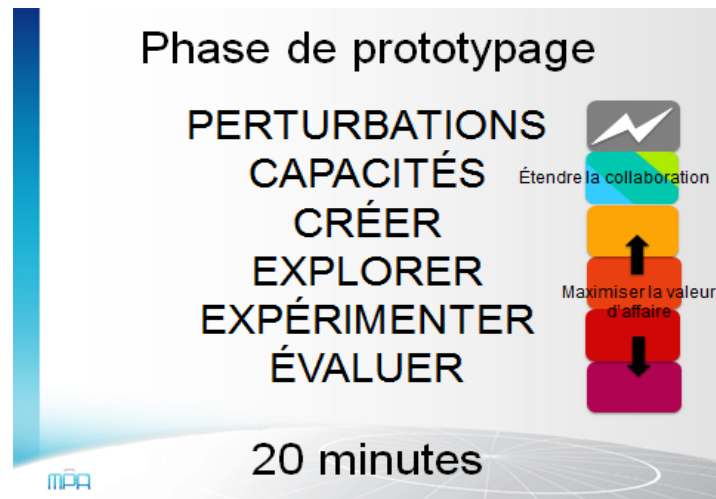 Phase de prototypage
PERTURBATIONS
CAPACITÉS
CRÉER
EXPLORER
EXPÉRIMENTER
ÉVALUER
Étendre la collaboration
Maximiser la valeur
d'affaire
20 minutes
mpa